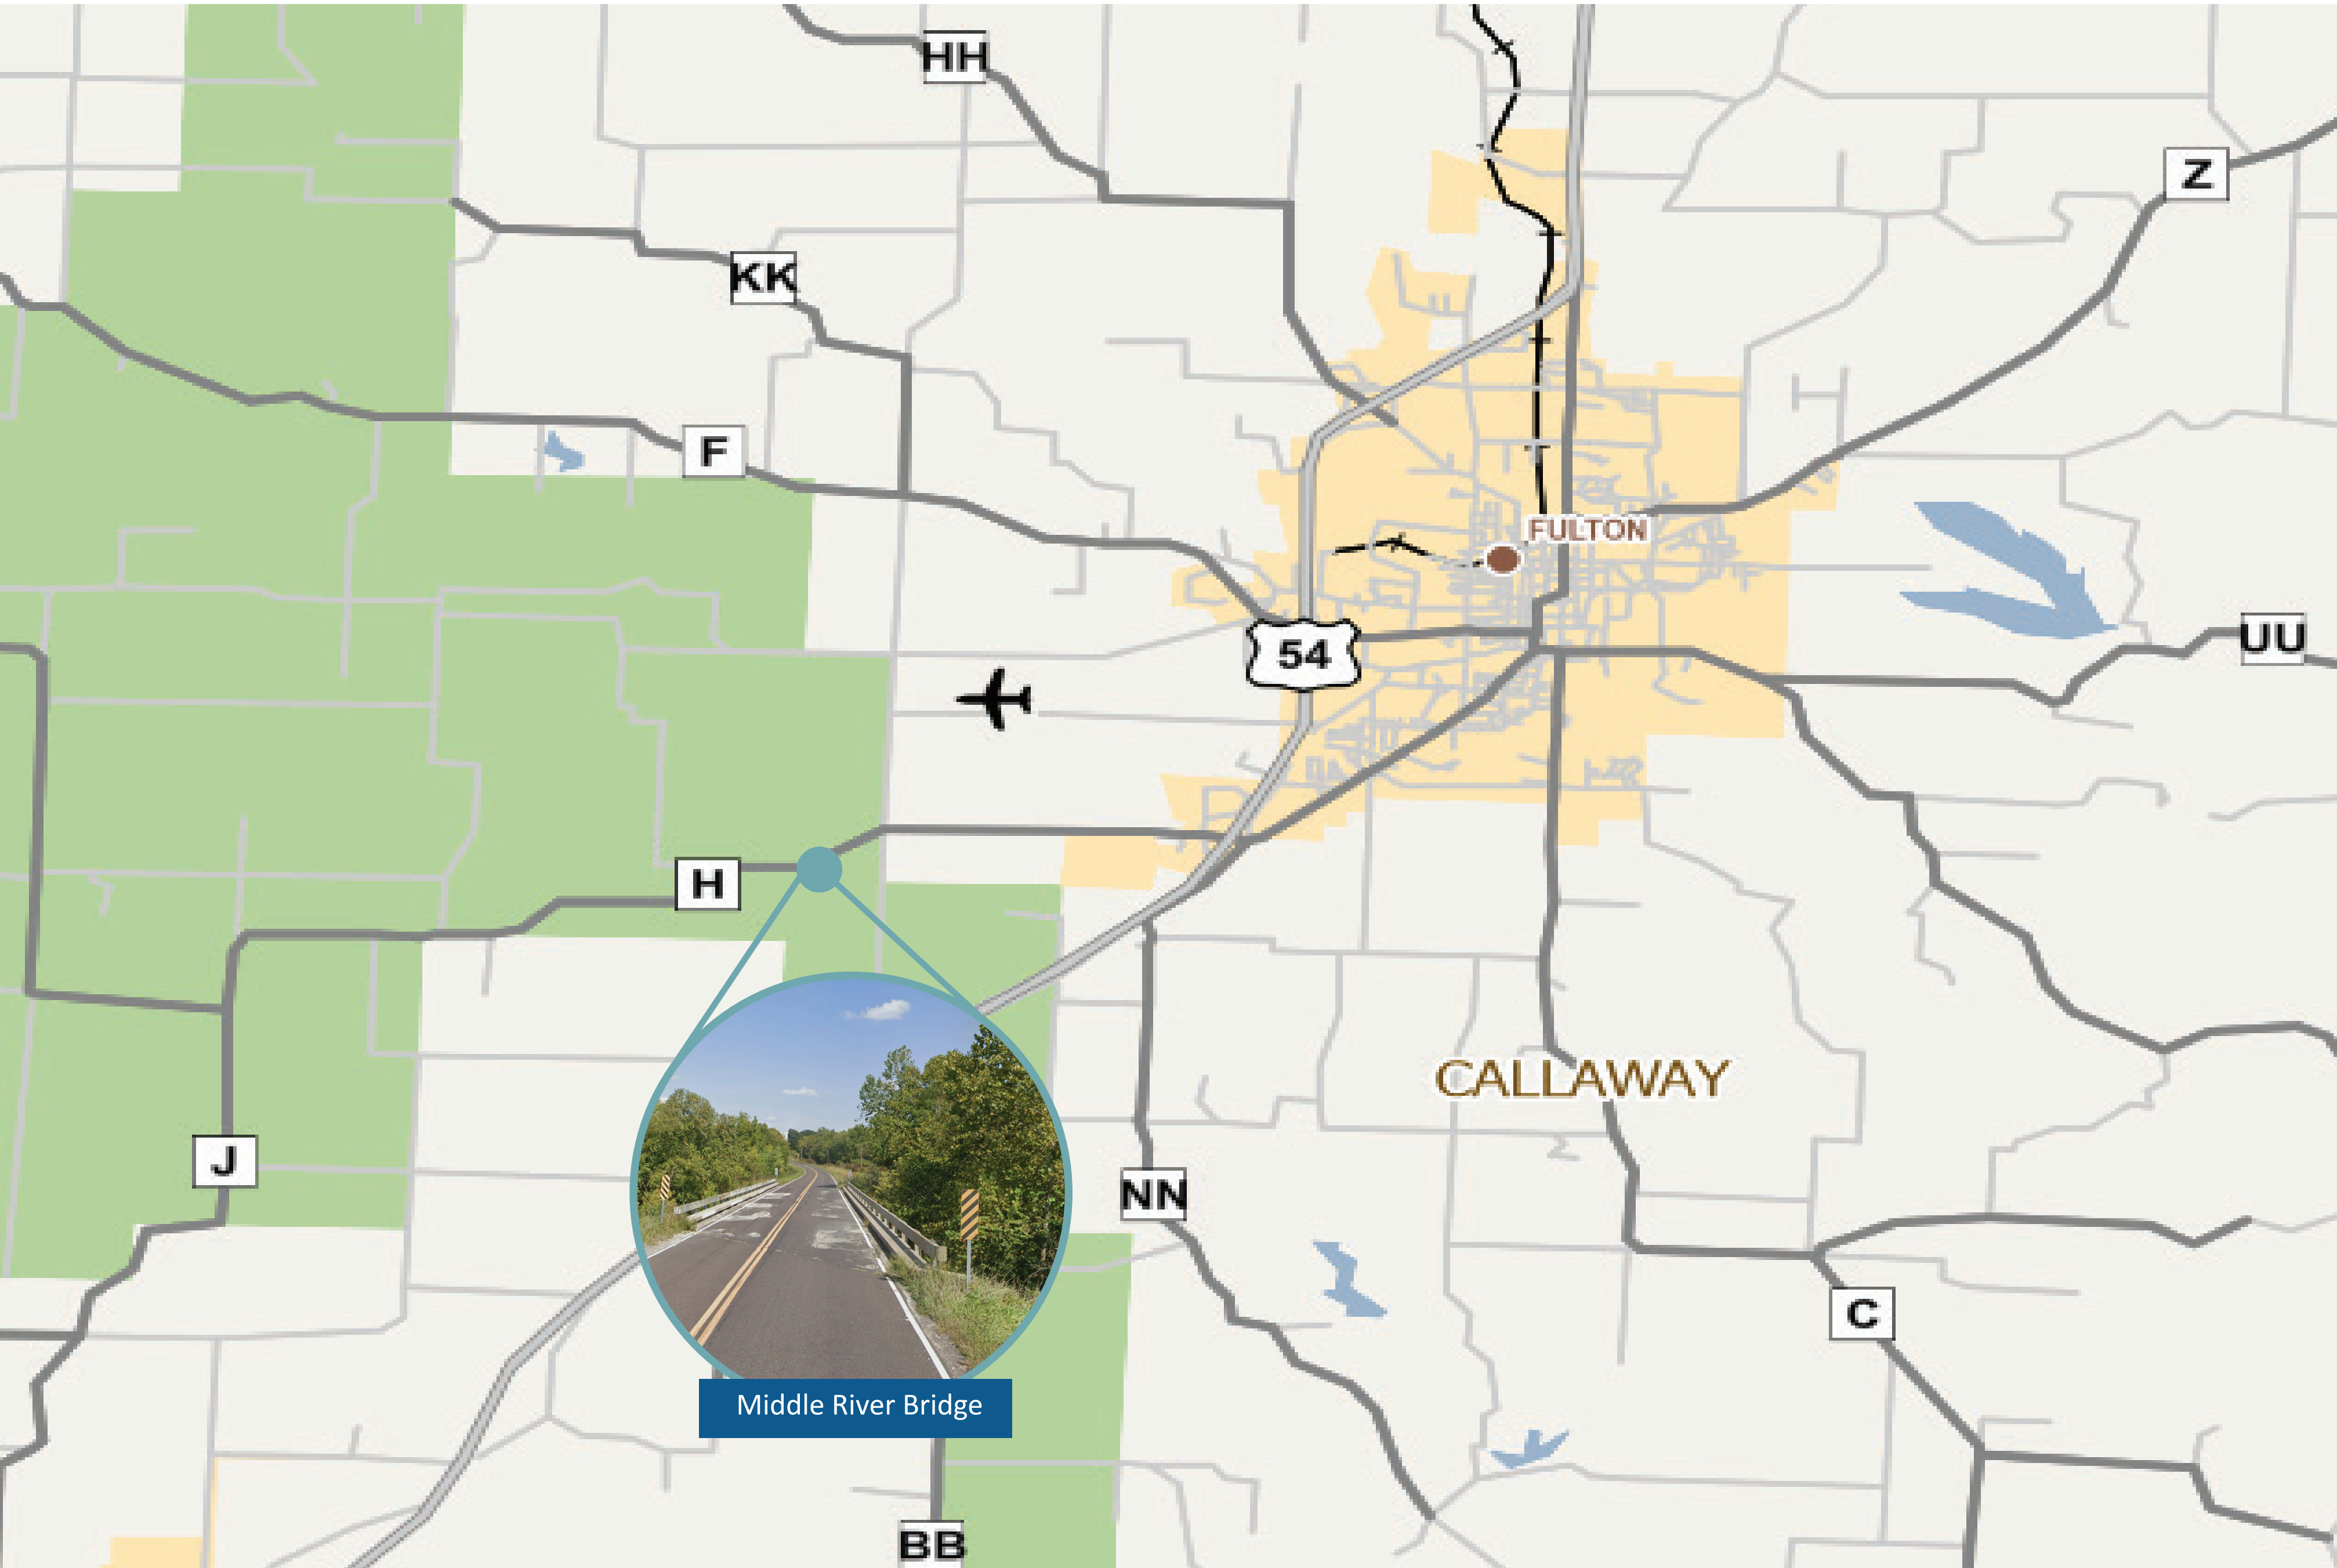 HH
Z
KK
F
FULTON
UU
54
H
CALLAWAY
J
NN
C
Middle River Bridge
BB